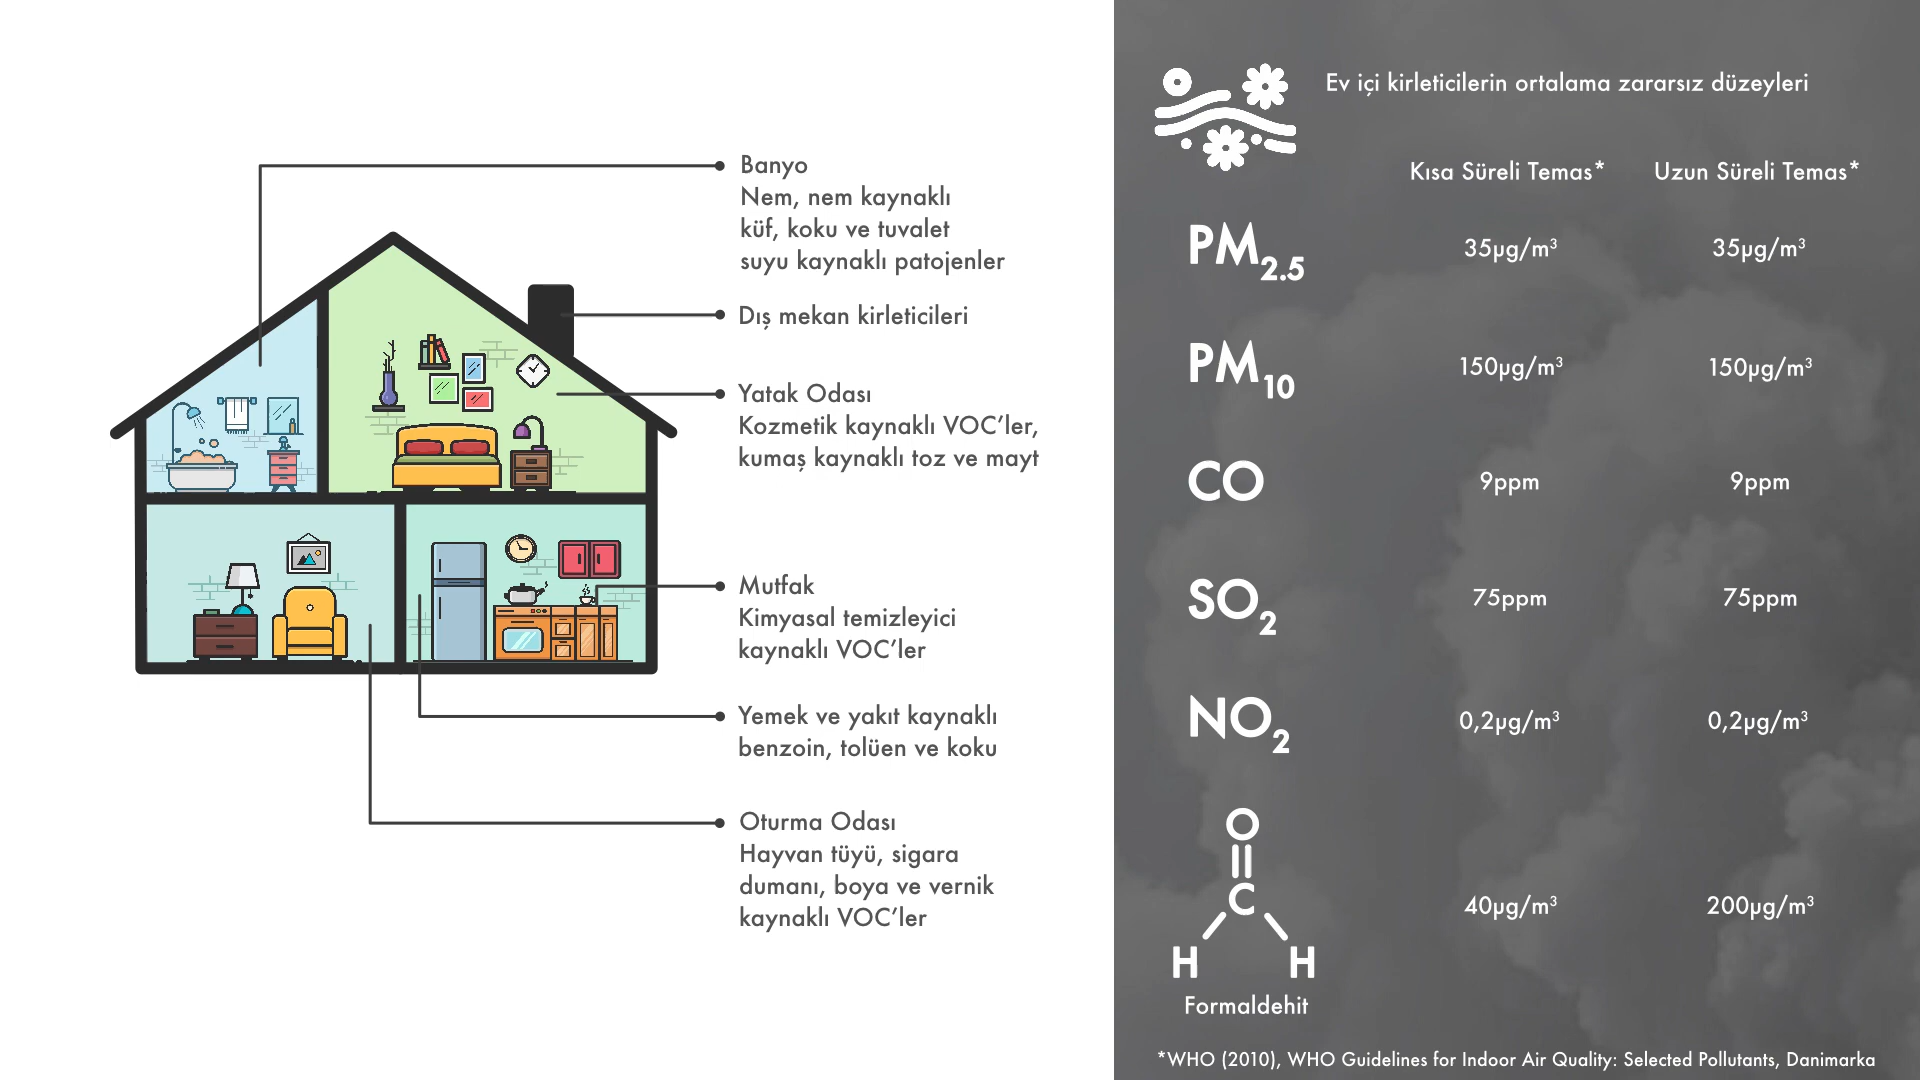 Banyo
Nem, nem kaynaklı
küf, koku ve tuvalet
suyu kaynaklı patojenler
Dış mekan kirleticileri
Yatak Odası
Kozmetik kaynaklı VOC’ler,
kumaş kaynaklı toz ve mayt
Mutfak
Kimyasal temizleyici
kaynaklı VOC’ler
Yemek ve yakıt kaynaklı
benzoin, tolüen ve koku
Oturma Odası
Hayvan tüyü, sigara
dumanı, boya ve vernik
kaynaklı VOC’ler
Ev içi kirleticilerin ortalama zararsız düzeyleri
Kısa Süreli Temas* Uzun Süreli Temas*
PM2.5 35µg/m³ 35µg/m³
PM10 150µg/m³ 150µg/m³
CO 9ppm 9ppm
SO2 75ppm 75ppm
NO2 0,2µg/m³ 0,2µg/m³
O
C 40µg/m³ 200µg/m³
H H
Formaldehit
*WHO (2010), WHO Guidelines for Indoor Air Quality: Selected Pollutants, Danimarka